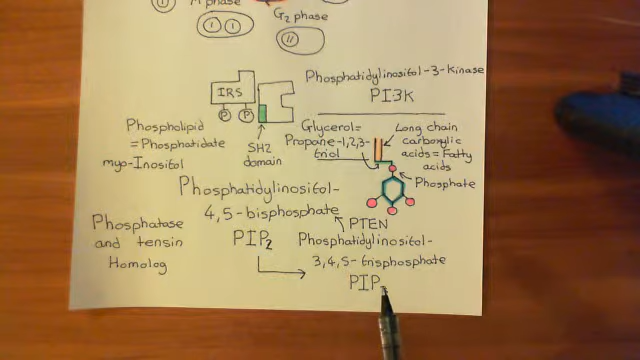 M phase
G2 phase
Phosphatidylinositol-3-kinase
PI3K
IRS
P P
SH2
domain
Phospholipid
= Phosphatidate
myo-Inositol
Glycerol=
Propane-1,2,3-
triol
Long chain
carboxylic
acids = Fatty
acids
Phosphate
Phosphatidylinositol-
4,5-bisphosphate
PIP2
PTEN
Phosphatase
and tensin
Homolog
Phosphatidylinositol-
3,4,5-trisphosphate
PIP